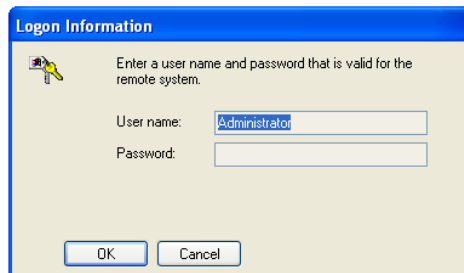 Logon Information
Enter a user name and password that is valid for the
remote system.
User name:
Administrator
Password:
OK
Cancel